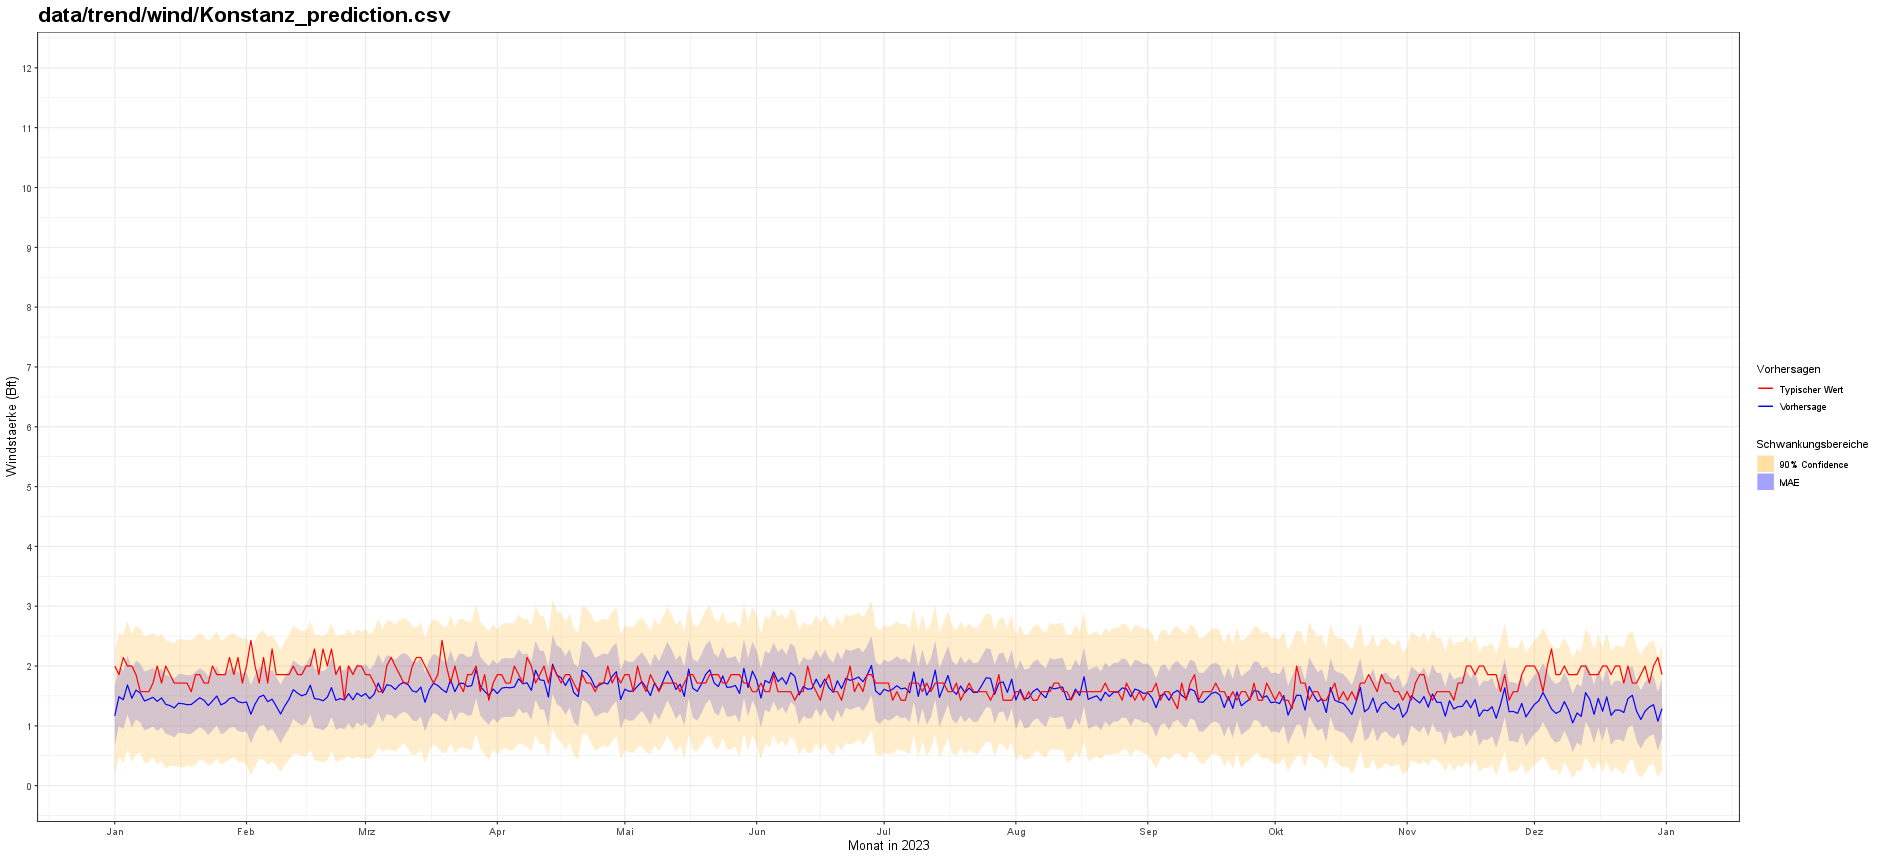 data/trend/wind/Konstanz_prediction.csv
12
11
10
9
8
7
6
5
4
3
2
1
0
Windstaerke (Bft)
Jan Feb Mrz Apr Mai Jun Jul Aug Sep Okt Nov Dez Jan
Monat in 2023
Vorhersagen
Typischer Wert
Vorhersage
Schwankungsbereiche
90% Confidence
MAE